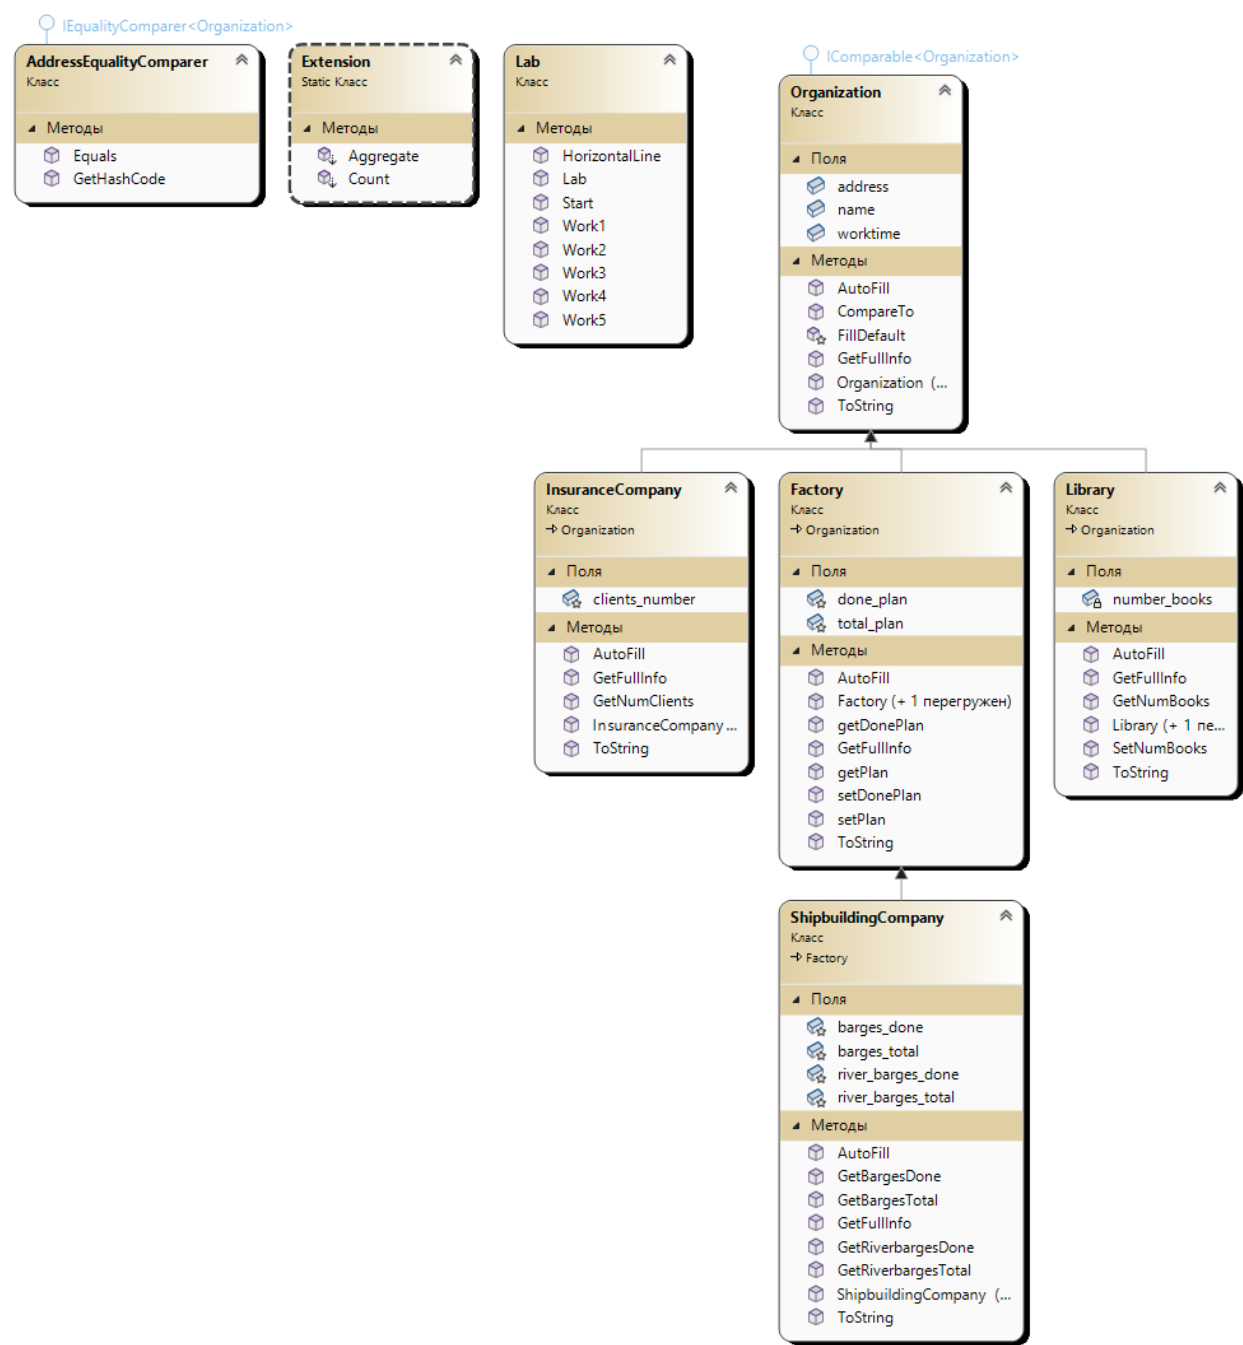 IEqualityComparer<Organization>
AddressEqualityComparer
Класс
Методы
Equals
GetHashCode
Extension
Static Класс
Методы
Aggregate
Count
Lab
Класс
Методы
HorizontalLine
Lab
Start
Work1
Work2
Work3
Work4
Work5
IComparable<Organization>
Organization
Класс
Поля
address
name
worktime
Методы
AutoFill
CompareTo
FillDefault
GetFullInfo
Organization (...
ToString
InsuranceCompany
Класс
Organization
Поля
clients_number
Методы
AutoFill
GetFullInfo
GetNumClients
InsuranceCompany ...
ToString
Factory
Класс
Organization
Поля
done_plan
total_plan
Методы
AutoFill
Factory (+ 1 перегружен)
getDonePlan
GetFullInfo
getPlan
setDonePlan
setPlan
ToString
Library
Класс
Organization
Поля
number_books
Методы
AutoFill
GetFullInfo
GetNumBooks
Library (+ 1 пе...
SetNumBooks
ToString
ShipbuildingCompany
Класс
Factory
Поля
barges_done
barges_total
river_barges_done
river_barges_total
Методы
AutoFill
GetBargesDone
GetBargesTotal
GetFullInfo
GetRiverbargesDone
GetRiverbargesTotal
ShipbuildingCompany (...
ToString